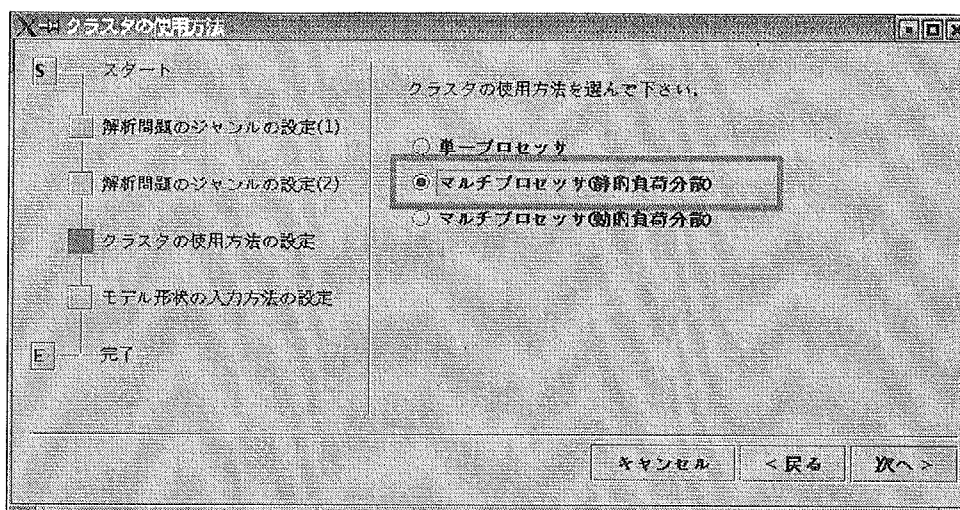 クラスタの使用方法
S スタート
解析問題のジャンルの設定(1)
解析問題のジャンルの設定(2)
クラスタの使用方法の設定
モデル形状の入力方法の設定
E 完了
クラスタの使用方法を選んで下さい。
単一プロセッサ
マルチプロセッサ(静的負荷分散)
マルチプロセッサ(動的負荷分散)
キャンセル
< 戻る
次へ >